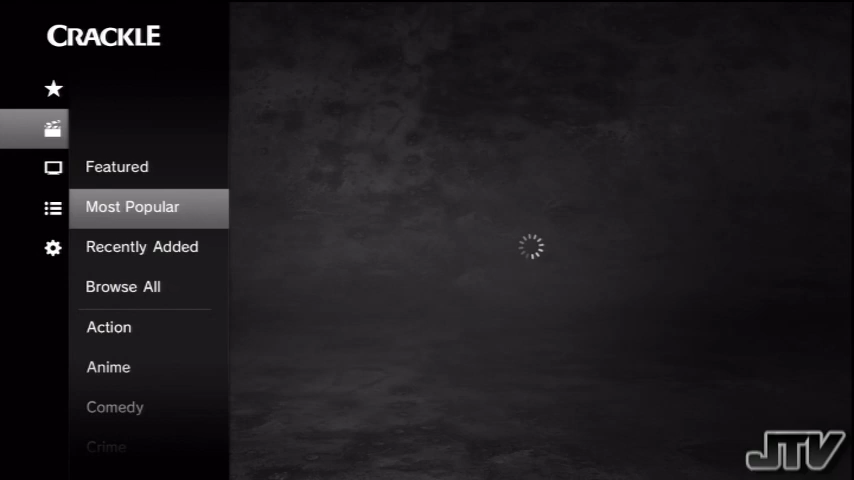 CRACKLE
Featured
Most Popular
Recently Added
Browse All
Action
Anime
Comedy
Crime
JTV